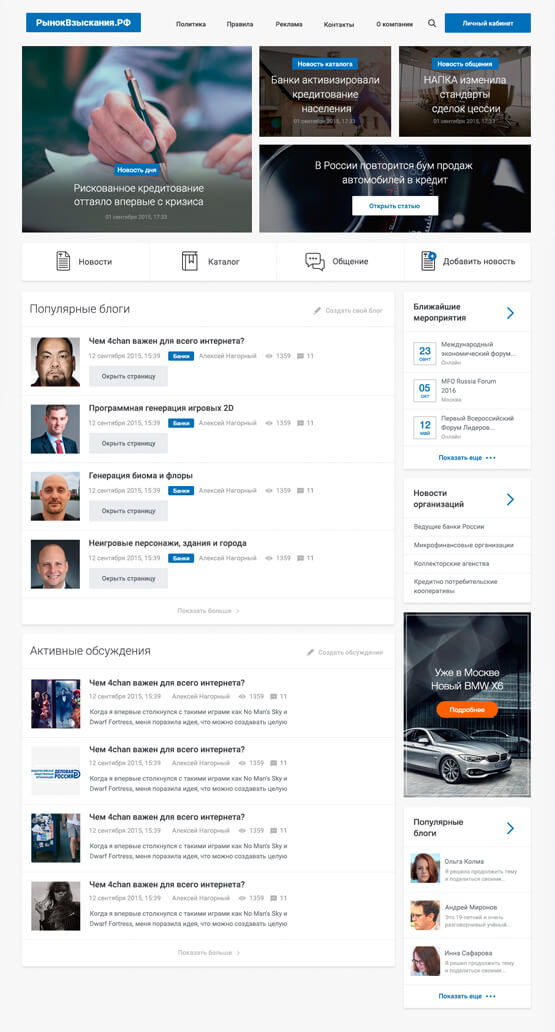 РынокВзыскания.РФ
Политика
Правила
Реклама
Контакты
О компании
Личный кабинет
Новость дня
Рискованное кредитование
оттаяло впервые с кризиса
01 сентября 2015, 17:33
Новость каталога
Банки активизировали
кредитование
населения
01 сентября 2015, 17:33
Новость общения
НАПКА изменила
стандарты
сделок цессии
01 сентября 2015, 17:33
В России повторится бум продаж
автомобилей в кредит
Открыть статью
Новости
Каталог
Общение
Добавить новость
Популярные блоги
Создать свой блог
Чем 4chan важен для всего интернета?
12 сентября 2015, 15:39 Банки Алексей Нагорный 1359 11
Окрыть страницу
Программная генерация игровых 2D
12 сентября 2015, 15:39 Банки Алексей Нагорный 1359 11
Окрыть страницу
Генерация биома и флоры
12 сентября 2015, 15:39 Банки Алексей Нагорный 1359 11
Окрыть страницу
Неигровые персонажи, здания и города
12 сентября 2015, 15:39 Банки Алексей Нагорный 1359 11
Окрыть страницу
Показать больше
Активные обсуждения
Создать обсуждение
Чем 4chan важен для всего интернета?
12 сентября 2015, 15:39 Алексей Нагорный 1359 11
Когда я впервые столкнулся с такими играми как No Man's Sky и
Dwarf Fortress, меня поразила идея, что можно создавать целую
ДЕЛОВАЯ
РОССИЯ
Чем 4chan важен для всего интернета?
12 сентября 2015, 15:39 Алексей Нагорный 1359 11
Когда я впервые столкнулся с такими играми как No Man's Sky и
Dwarf Fortress, меня поразила идея, что можно создавать целую
Чем 4chan важен для всего интернета?
12 сентября 2015, 15:39 Алексей Нагорный 1359 11
Когда я впервые столкнулся с такими играми как No Man's Sky и
Dwarf Fortress, меня поразила идея, что можно создавать целую
Чем 4chan важен для всего интернета?
12 сентября 2015, 15:39 Алексей Нагорный 1359 11
Когда я впервые столкнулся с такими играми как No Man's Sky и
Dwarf Fortress, меня поразила идея, что можно создавать целую
Показать больше
Ближайшие
мероприятия
23
сент
Международный
экономический форум...
Онлайн
05
окт
MFO Russia Forum
2016
Москва
12
май
Первый Всероссийский
Форум Лидеров...
Онлайн
Показать еще
Новости
организаций
Ведущие банки России
Микрофинансовые организации
Коллекторские агенства
Кредитно потребительские
кооперативы
Уже в Москве
Новый BMW X6
Подробнее
Популярные
блоги
Ольга Колма
Я решила продолжить тему
и поделиться своими...
Андрей Миронов
Это 19-летний и очень
разговорчивый учёный...
Инна Сафарова
Я решил продолжить тему
и поделиться своими...
Показать еще